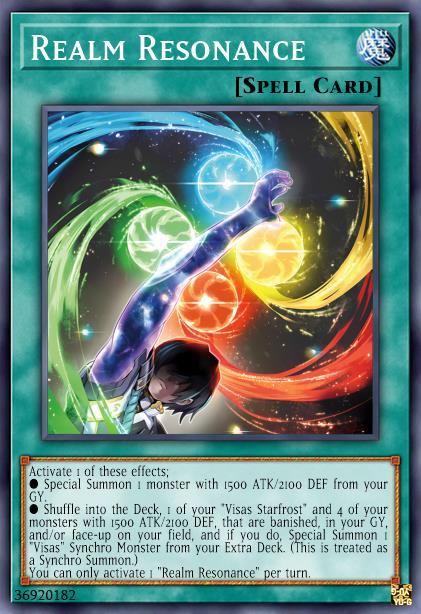 Realm Resonance
魔
[Spell Card]
Activate 1 of these effects;
● Special Summon 1 monster with 1500 ATK/2100 DEF from your
GY.
● Shuffle into the Deck, 1 of your "Visas Starfrost" and 4 of your
monsters with 1500 ATK/2100 DEF, that are banished, in your GY,
and/or face-up on your field, and if you do, Special Summon 1
"Visas" Synchro Monster from your Extra Deck. (This is treated as
a Synchro Summon.)
You can only activate 1 "Realm Resonance" per turn.
36920182